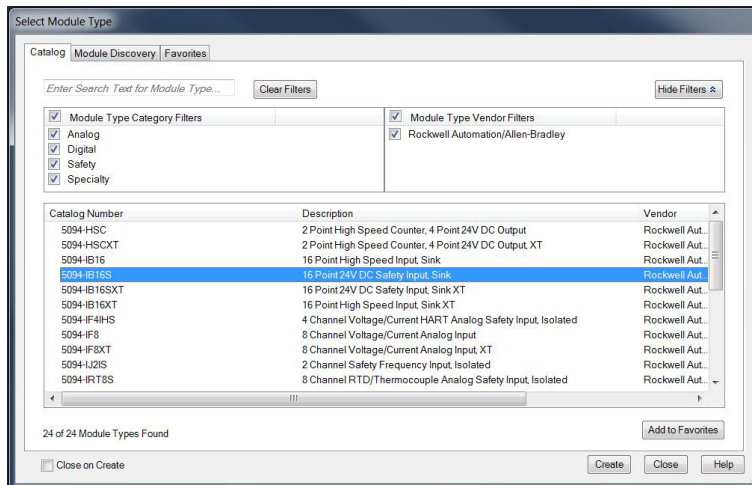 Select Module Type
Catalog Module Discovery Favorites
Enter Search Text for Module Type... Clear Filters Hide Filters
Module Type Category Filters Module Type Vendor Filters
Analog Rockwell Automation/Allen-Bradley
Digital
Safety
Specialty
Catalog Number Description Vendor
5094-HSC 2 Point High Speed Counter, 4 Point 24V DC Output Rockwell Aut...
5094-HSCXT 2 Point High Speed Counter, 4 Point 24V DC Output, XT Rockwell Aut...
5094-IB16 16 Point High Speed Input, Sink Rockwell Aut...
5094-IB16S 16 Point 24V DC Safety Input, Sink Rockwell Aut...
5094-IB16SXT 16 Point 24V DC Safety Input, Sink XT Rockwell Aut...
5094-IB16XT 16 Point High Speed Input, Sink XT Rockwell Aut...
5094-IF4IHS 4 Channel Voltage/Current HART Analog Safety Input, Isolated Rockwell Aut...
5094-IF8 8 Channel Voltage/Current Analog Input Rockwell Aut...
5094-IF8XT 8 Channel Voltage/Current Analog Input, XT Rockwell Aut...
5094-IJ2IS 2 Channel Safety Frequency Input, Isolated Rockwell Aut...
5094-IRT8S 8 Channel RTD/Thermocouple Analog Safety Input, Isolated Rockwell Aut...
24 of 24 Module Types Found Add to Favorites
Close on Create Create Close Help